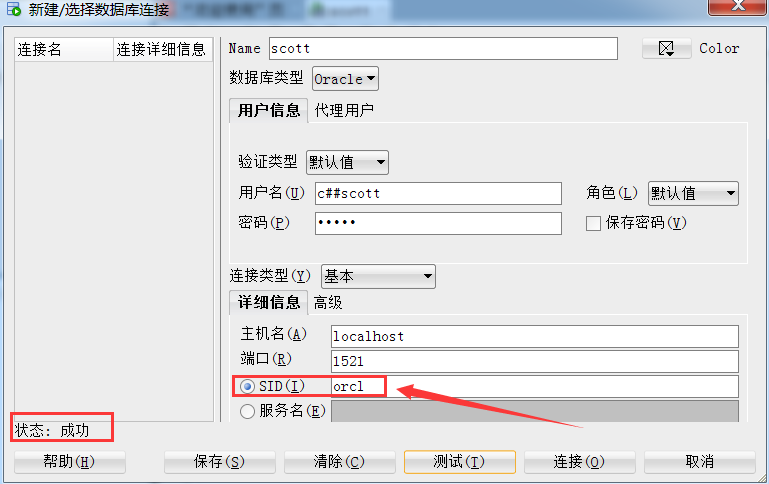 新建/选择数据库连接
连接名 连接详细信息
Name scott Color
数据库类型 Oracle
用户信息 代理用户
验证类型 默认值
用户名(U) c##scott 角色(L) 默认值
密码(P) ••••• 保存密码(V)
连接类型(Y) 基本
详细信息 高级
主机名(A) localhost
端口(R) 1521
SID(I) orcl
服务名(E)
状态: 成功
帮助(H) 保存(S) 清除(C) 测试(T) 连接(O) 取消